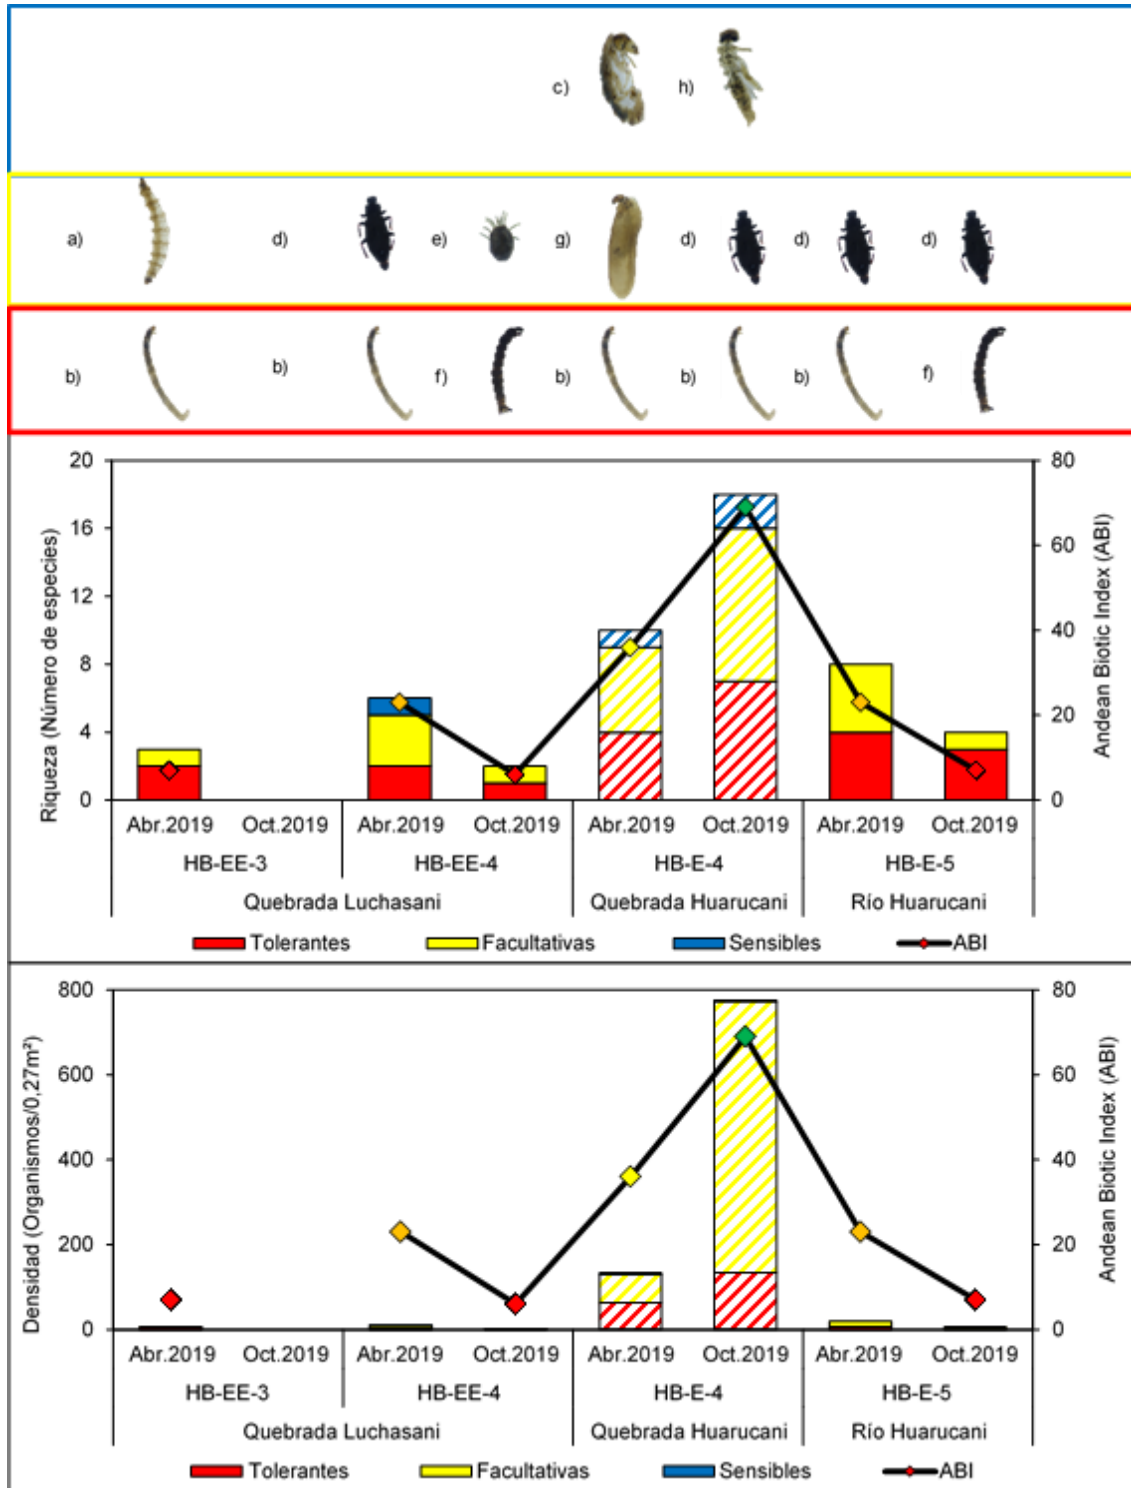 c) h)
a) d) e) g) d) d) d)
b) b) f) b) b) b) f)
20 80
16 60
12
8 40
4 20
0 0
Riqueza (Número de especies)
Andean Biotic Index (ABI)
Abr.2019 Oct.2019 Abr.2019 Oct.2019 Abr.2019 Oct.2019 Abr.2019 Oct.2019
HB-EE-3 HB-EE-4 HB-E-4 HB-E-5
Quebrada Luchasani Quebrada Huarucani Río Huarucani
Tolerantes Facultativas Sensibles ABI
800 80
600 60
400 40
200 20
0 0
Densidad (Organismos/0,27m²)
Andean Biotic Index (ABI)
Abr.2019 Oct.2019 Abr.2019 Oct.2019 Abr.2019 Oct.2019 Abr.2019 Oct.2019
HB-EE-3 HB-EE-4 HB-E-4 HB-E-5
Quebrada Luchasani Quebrada Huarucani Río Huarucani
Tolerantes Facultativas Sensibles ABI